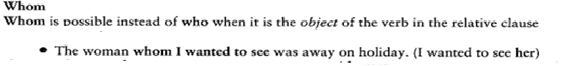 Whom
Whom is possible instead of who when it is the object of the verb in the relative clause
• The woman whom I wanted to see was away on holiday. (I wanted to see her)